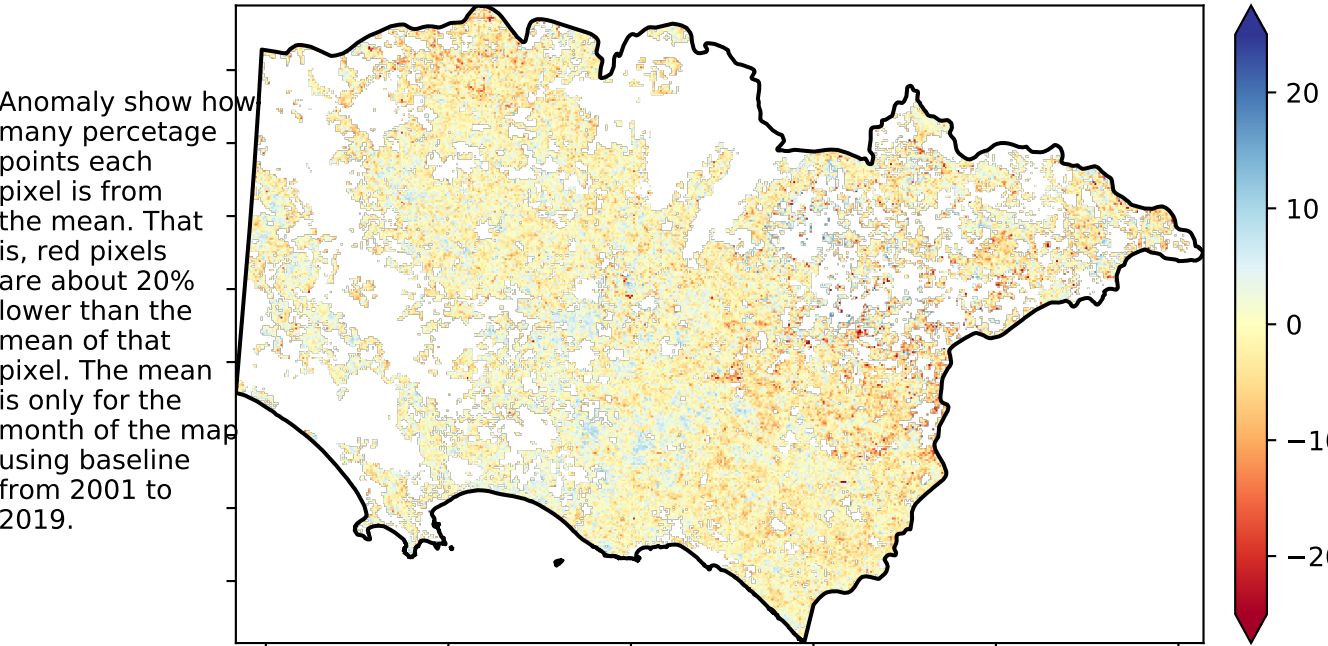 Anomaly show how
many percetage
points each
pixel is from
the mean. That
is, red pixels
are about 20%
lower than the
mean of that
pixel. The mean
is only for the
month of the map
using baseline
from 2001 to
2019.
20
10
0
−10
−20